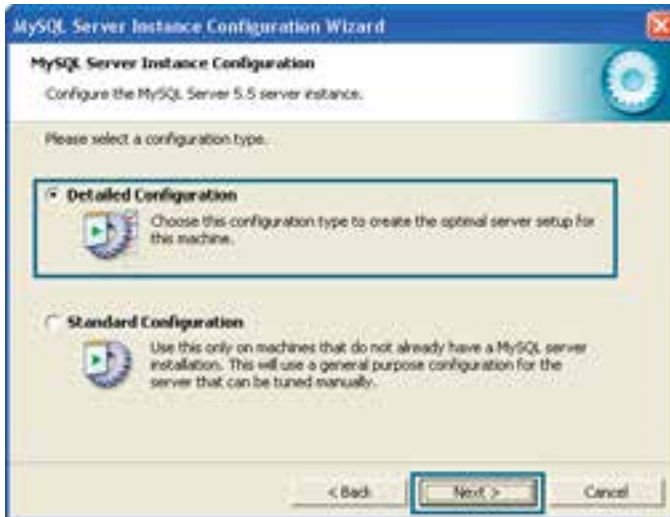 MySQL Server Instance Configuration Wizard
MySQL Server Instance Configuration
Configure the MySQL Server 5.5 server instance.
Please select a configuration type.
Detailed Configuration
Choose this configuration type to create the optimal server setup for
this machine.
Standard Configuration
Use this only on machines that do not already have a MySQL server
installation. This will use a general purpose configuration for the
server that can be tuned manually.
< Back
Next >
Cancel